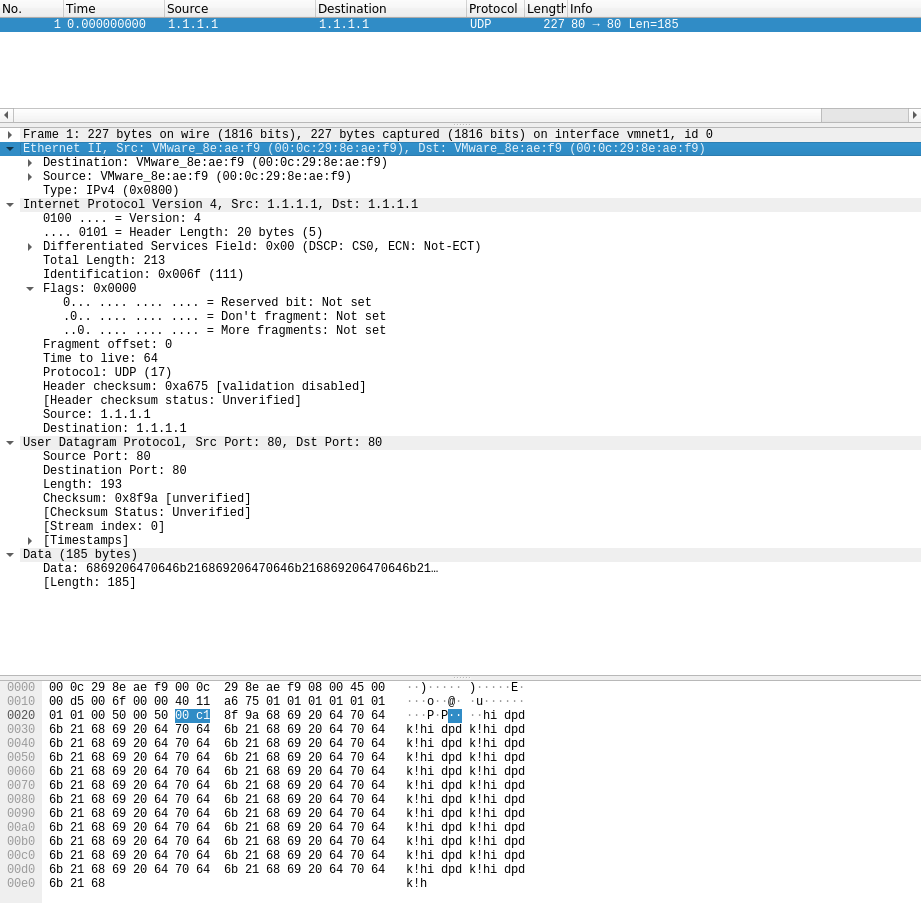 No. Time Source Destination Protocol Length Info
1 0.000000000 1.1.1.1 1.1.1.1 UDP 227 80 → 80 Len=185
Frame 1: 227 bytes on wire (1816 bits), 227 bytes captured (1816 bits) on interface vmnet1, id 0
Ethernet II, Src: VMware_8e:ae:f9 (00:0c:29:8e:ae:f9), Dst: VMware_8e:ae:f9 (00:0c:29:8e:ae:f9)
Destination: VMware_8e:ae:f9 (00:0c:29:8e:ae:f9)
Source: VMware_8e:ae:f9 (00:0c:29:8e:ae:f9)
Type: IPv4 (0x0800)
Internet Protocol Version 4, Src: 1.1.1.1, Dst: 1.1.1.1
0100 .... = Version: 4
.... 0101 = Header Length: 20 bytes (5)
Differentiated Services Field: 0x00 (DSCP: CS0, ECN: Not-ECT)
Total Length: 213
Identification: 0x006f (111)
Flags: 0x0000
0... .... .... .... = Reserved bit: Not set
.0.. .... .... .... = Don't fragment: Not set
..0. .... .... .... = More fragments: Not set
Fragment offset: 0
Time to live: 64
Protocol: UDP (17)
Header checksum: 0xa675 [validation disabled]
[Header checksum status: Unverified]
Source: 1.1.1.1
Destination: 1.1.1.1
User Datagram Protocol, Src Port: 80, Dst Port: 80
Source Port: 80
Destination Port: 80
Length: 193
Checksum: 0x8f9a [unverified]
[Checksum Status: Unverified]
[Stream index: 0]
[Timestamps]
Data (185 bytes)
Data: 6869206470646b216869206470646b216869206470646b21…
[Length: 185]
0000 00 0c 29 8e ae f9 00 0c 29 8e ae f9 08 00 45 00 ··)····· )·····E·
0010 00 d5 00 6f 00 00 40 11 a6 75 01 01 01 01 01 01 ···o··@· ·u······
0020 01 01 00 50 00 50 00 c1 8f 9a 68 69 20 64 70 64 ···P·P·· ··hi dpd
0030 6b 21 68 69 20 64 70 64 6b 21 68 69 20 64 70 64 k!hi dpd k!hi dpd
0040 6b 21 68 69 20 64 70 64 6b 21 68 69 20 64 70 64 k!hi dpd k!hi dpd
0050 6b 21 68 69 20 64 70 64 6b 21 68 69 20 64 70 64 k!hi dpd k!hi dpd
0060 6b 21 68 69 20 64 70 64 6b 21 68 69 20 64 70 64 k!hi dpd k!hi dpd
0070 6b 21 68 69 20 64 70 64 6b 21 68 69 20 64 70 64 k!hi dpd k!hi dpd
0080 6b 21 68 69 20 64 70 64 6b 21 68 69 20 64 70 64 k!hi dpd k!hi dpd
0090 6b 21 68 69 20 64 70 64 6b 21 68 69 20 64 70 64 k!hi dpd k!hi dpd
00a0 6b 21 68 69 20 64 70 64 6b 21 68 69 20 64 70 64 k!hi dpd k!hi dpd
00b0 6b 21 68 69 20 64 70 64 6b 21 68 69 20 64 70 64 k!hi dpd k!hi dpd
00c0 6b 21 68 69 20 64 70 64 6b 21 68 69 20 64 70 64 k!hi dpd k!hi dpd
00d0 6b 21 68 69 20 64 70 64 6b 21 68 69 20 64 70 64 k!hi dpd k!hi dpd
00e0 6b 21 68 k!h